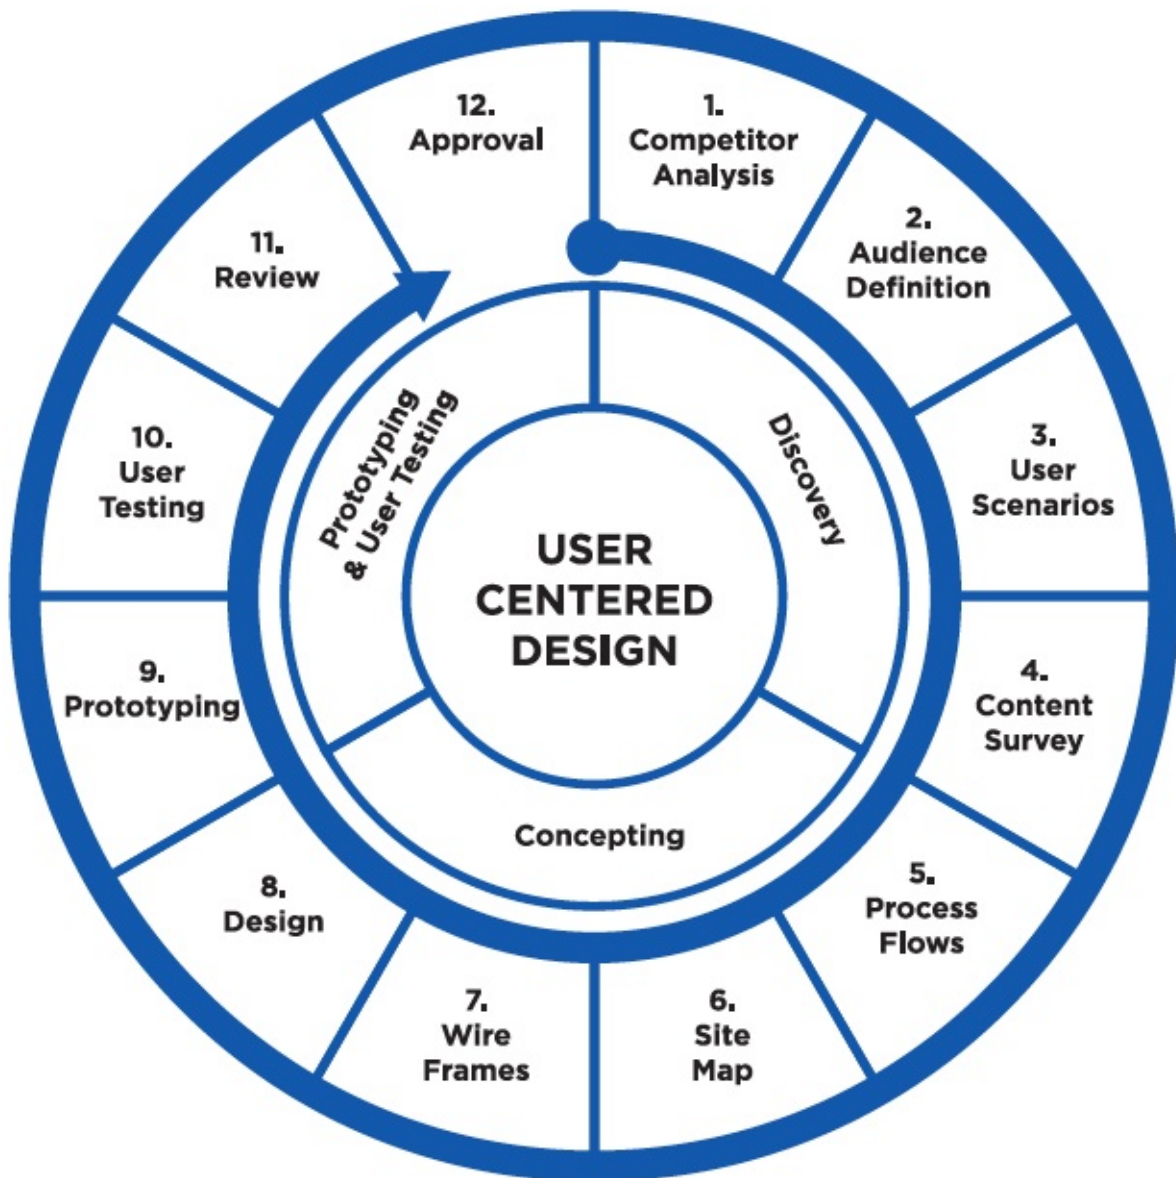 1.
Competitor
Analysis
2.
Audience
Definition
3.
User
Scenarios
4.
Content
Survey
5.
Process
Flows
6.
Site
Map
7.
Wire
Frames
8.
Design
9.
Prototyping
10.
User
Testing
11.
Review
12.
Approval
Discovery
Concepting
Prototyping
& User Testing
USER
CENTERED
DESIGN